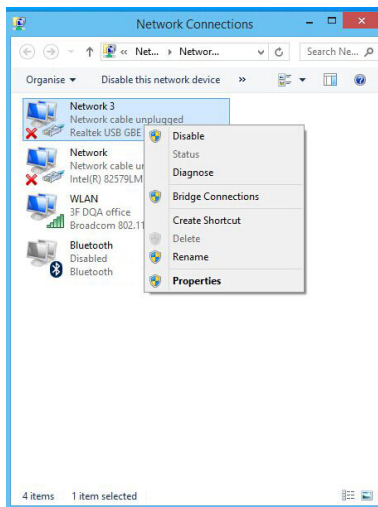 Network Connections
« Net... ▸ Networ...
Search Ne...
Organise
Disable this network device
»
Network 3
Network cable unplugged
Realtek USB GBE
Disable
Status
Diagnose
Bridge Connections
Create Shortcut
Delete
Rename
Properties
Network
Network cable
Intel(R) 82579LM
WLAN
3F DQA office
Broadcom 802.11
Bluetooth
Disabled
Bluetooth
4 items
1 item selected